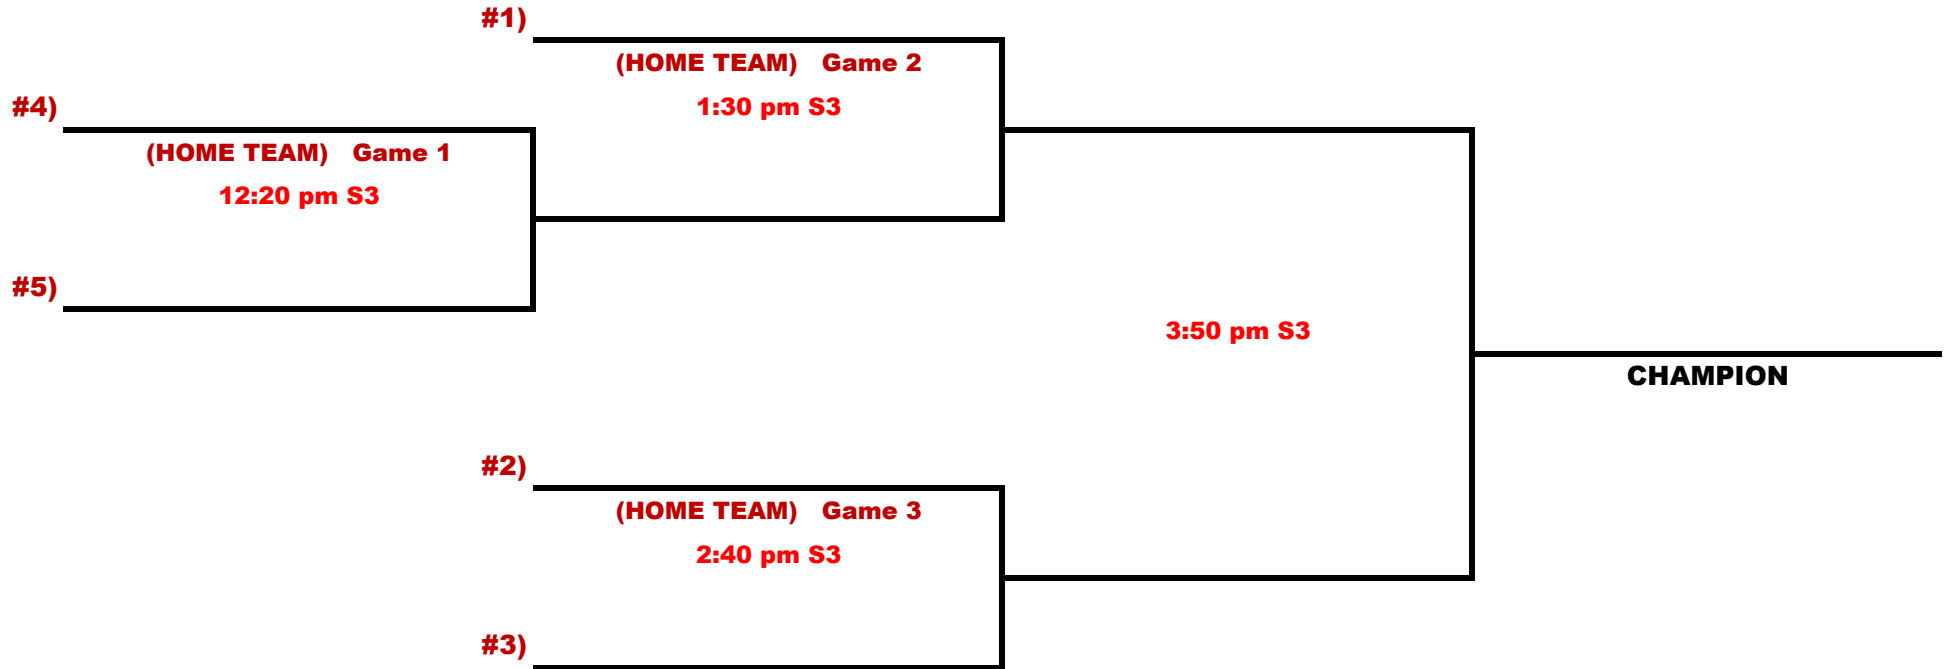 #1)
(HOME TEAM) Game 2
1:30 pm S3
#4)
(HOME TEAM) Game 1
12:20 pm S3
#5)
3:50 pm S3
CHAMPION
#2)
(HOME TEAM) Game 3
2:40 pm S3
#3)